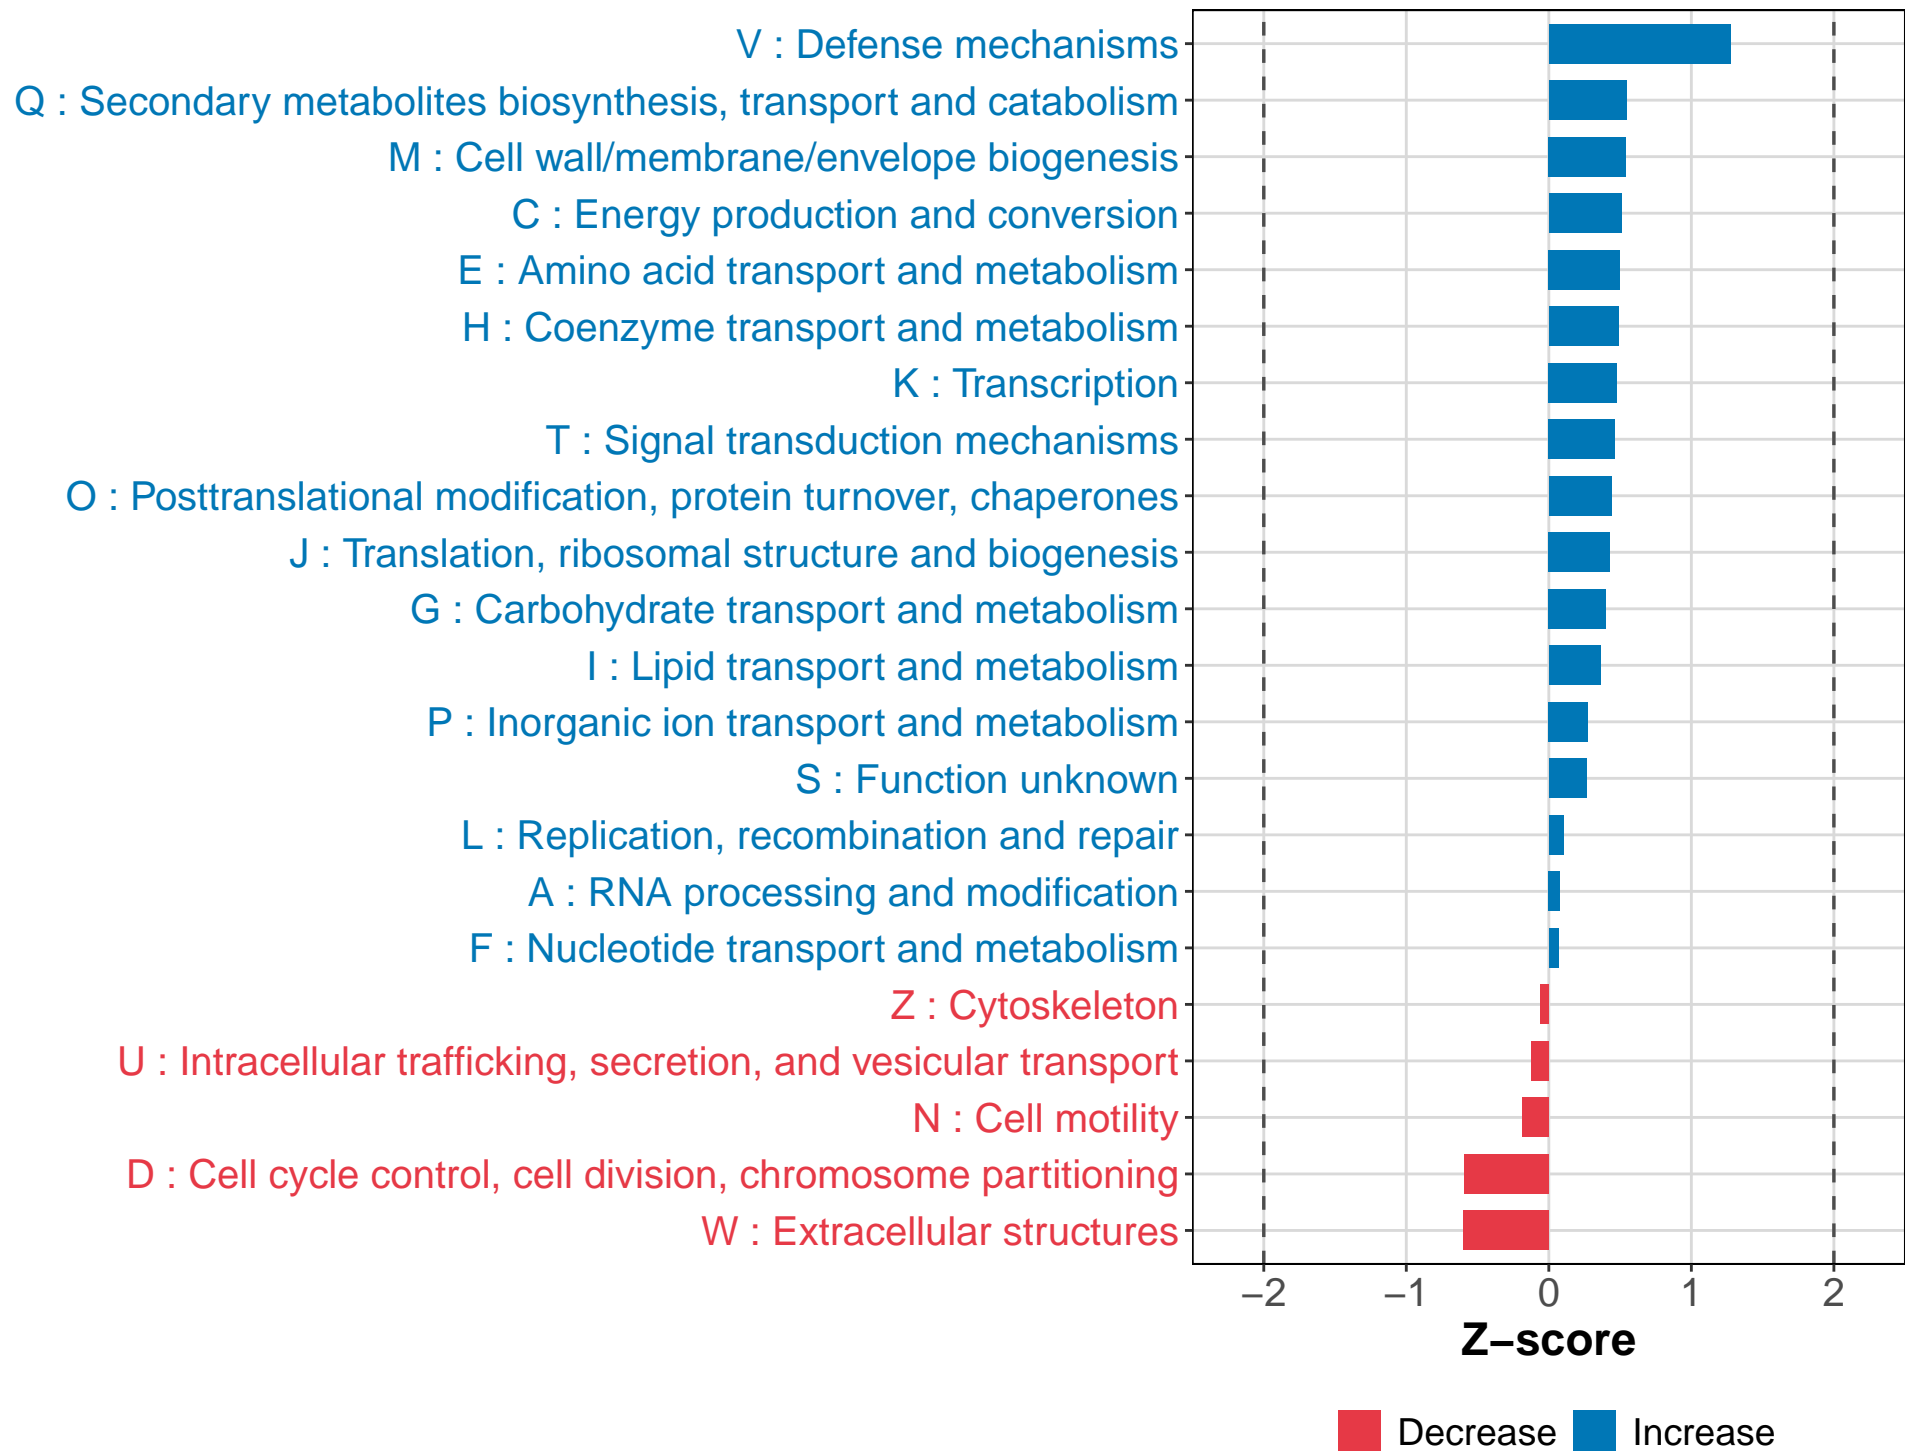 V : Defense mechanisms
Q : Secondary metabolites biosynthesis, transport and catabolism
M : Cell wall/membrane/envelope biogenesis
C : Energy production and conversion
E : Amino acid transport and metabolism
H : Coenzyme transport and metabolism
K : Transcription
T : Signal transduction mechanisms
O : Posttranslational modification, protein turnover, chaperones
J : Translation, ribosomal structure and biogenesis
G : Carbohydrate transport and metabolism
I : Lipid transport and metabolism
P : Inorganic ion transport and metabolism
S : Function unknown
L : Replication, recombination and repair
A : RNA processing and modification
F : Nucleotide transport and metabolism
Z : Cytoskeleton
U : Intracellular trafficking, secretion, and vesicular transport
N : Cell motility
D : Cell cycle control, cell division, chromosome partitioning
W : Extracellular structures
−2 −1 0 1 2
Z−score
Decrease Increase